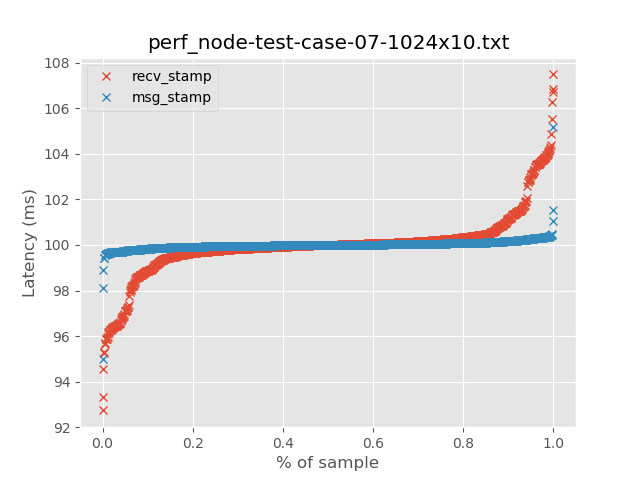 perf_node-test-case-07-1024x10.txt
recv_stamp
msg_stamp
Latency (ms)
108
106
104
102
100
98
96
94
92
0.0 0.2 0.4 0.6 0.8 1.0
% of sample